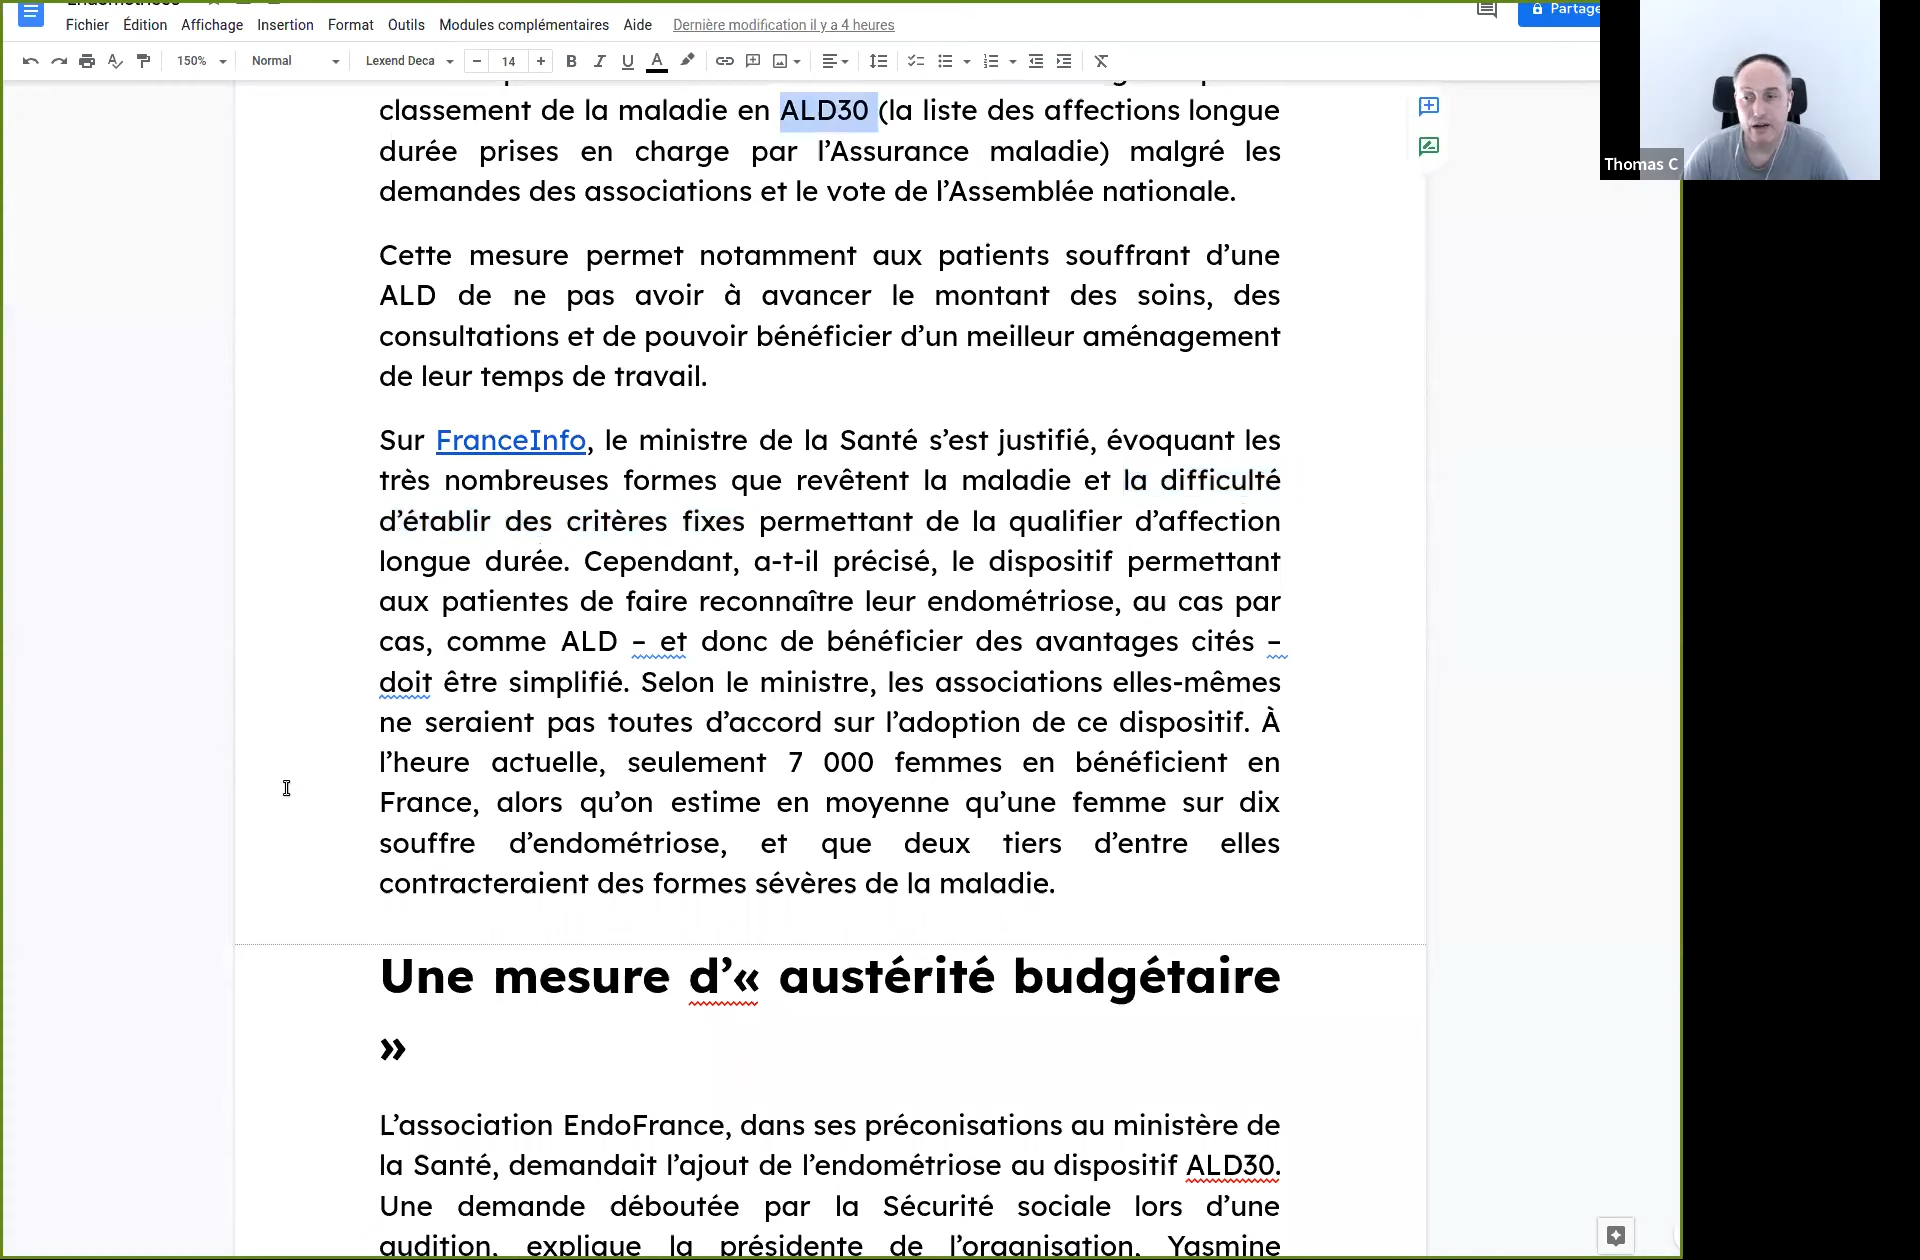 Fichier Édition Affichage Insertion Format Outils Modules complémentaires Aide Dernière modification il y a 4 heures
Partage
150% Normal Lexend Deca 14
Thomas C
classement de la maladie en ALD30 (la liste des affections longue
durée prises en charge par l’Assurance maladie) malgré les
demandes des associations et le vote de l’Assemblée nationale.
Cette mesure permet notamment aux patients souffrant d’une
ALD de ne pas avoir à avancer le montant des soins, des
consultations et de pouvoir bénéficier d’un meilleur aménagement
de leur temps de travail.
Sur FranceInfo, le ministre de la Santé s’est justifié, évoquant les
très nombreuses formes que revêtent la maladie et la difficulté
d’établir des critères fixes permettant de la qualifier d’affection
longue durée. Cependant, a-t-il précisé, le dispositif permettant
aux patientes de faire reconnaître leur endométriose, au cas par
cas, comme ALD – et donc de bénéficier des avantages cités –
doit être simplifié. Selon le ministre, les associations elles-mêmes
ne seraient pas toutes d’accord sur l’adoption de ce dispositif. À
l’heure actuelle, seulement 7 000 femmes en bénéficient en
France, alors qu’on estime en moyenne qu’une femme sur dix
souffre d’endométriose, et que deux tiers d’entre elles
contracteraient des formes sévères de la maladie.
Une mesure d’« austérité budgétaire
»
L’association EndoFrance, dans ses préconisations au ministère de
la Santé, demandait l’ajout de l’endométriose au dispositif ALD30.
Une demande déboutée par la Sécurité sociale lors d’une
audition, explique la présidente de l’organisation, Yasmine